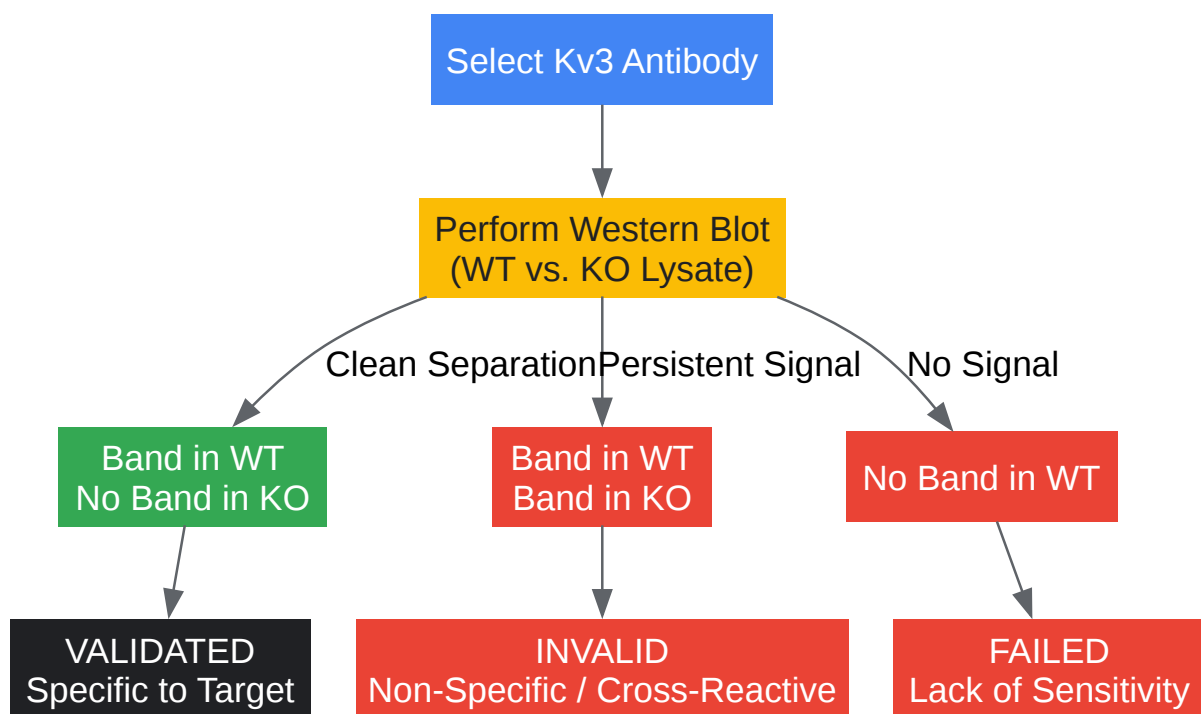 Select Kv3 Antibody
Perform Western Blot
(WT vs. KO Lysate)
Clean Separation
Persistent Signal
No Signal
Band in WT
No Band in KO
Band in WT
Band in KO
No Band in WT
VALIDATED
Specific to Target
INVALID
Non-Specific / Cross-Reactive
FAILED
Lack of Sensitivity